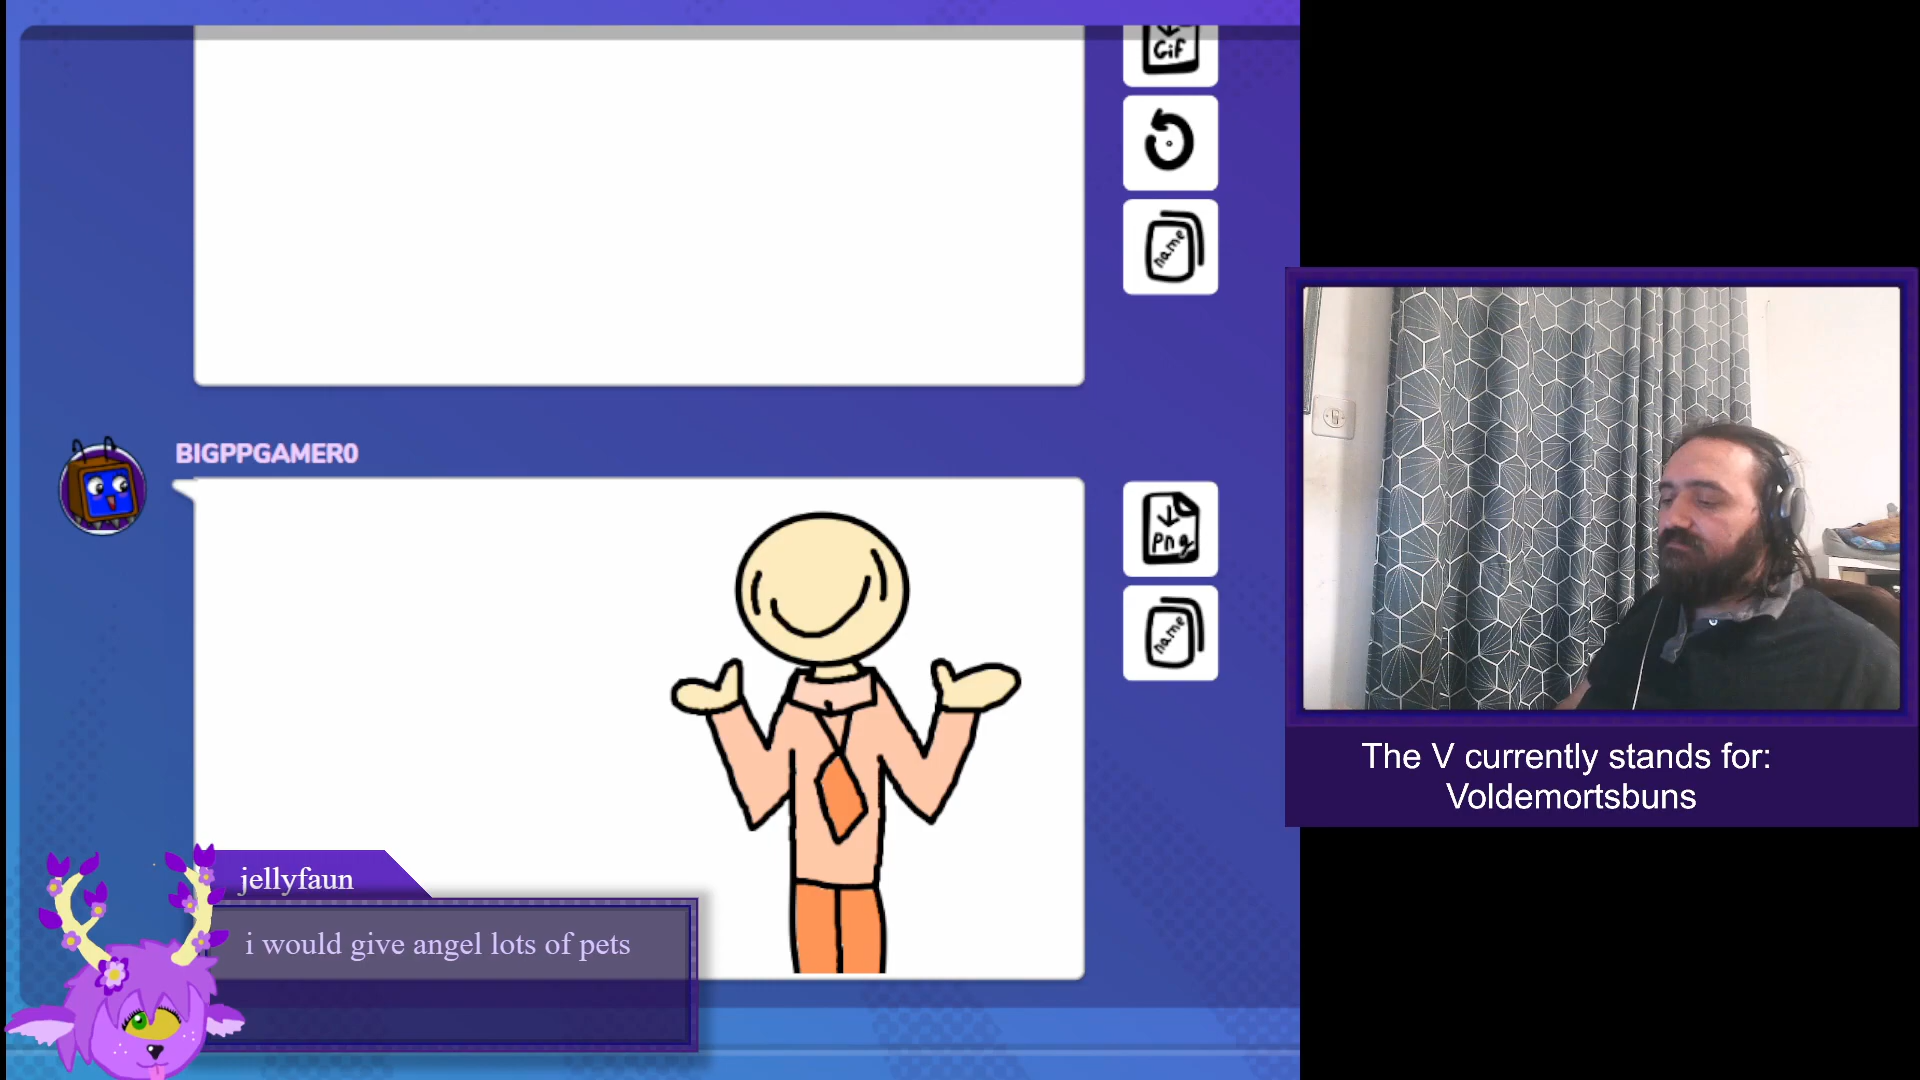 Gif
name
BIGPPGAMER0
png
name
The V currently stands for:
Voldemortsbuns
jellyfaun
i would give angel lots of pets